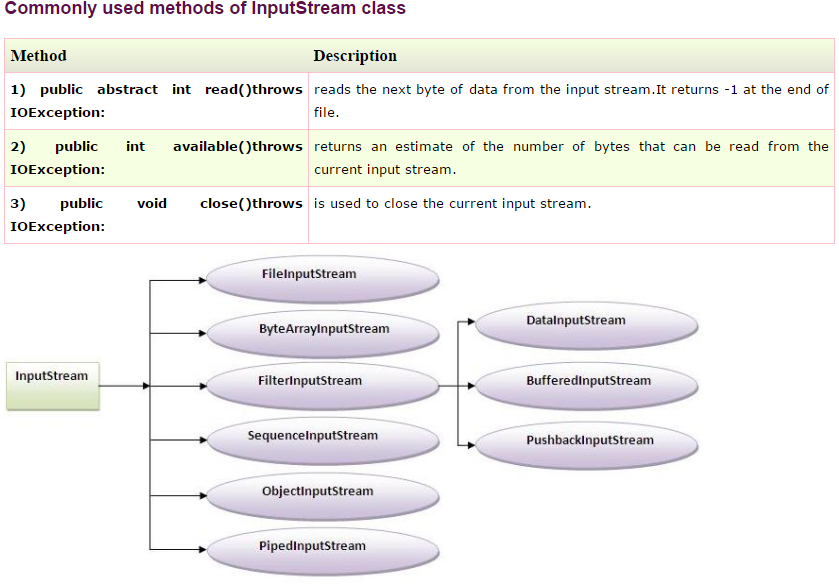 Commonly used methods of InputStream class
Method Description
1) public abstract int read()throws IOException: reads the next byte of data from the input stream.It returns -1 at the end of file.
2) public int available()throws IOException: returns an estimate of the number of bytes that can be read from the current input stream.
3) public void close()throws IOException: is used to close the current input stream.
FileInputStream
ByteArrayInputStream
InputStream
FilterInputStream
SequenceInputStream
ObjectInputStream
PipedInputStream
DataInputStream
BufferedInputStream
PushbackInputStream